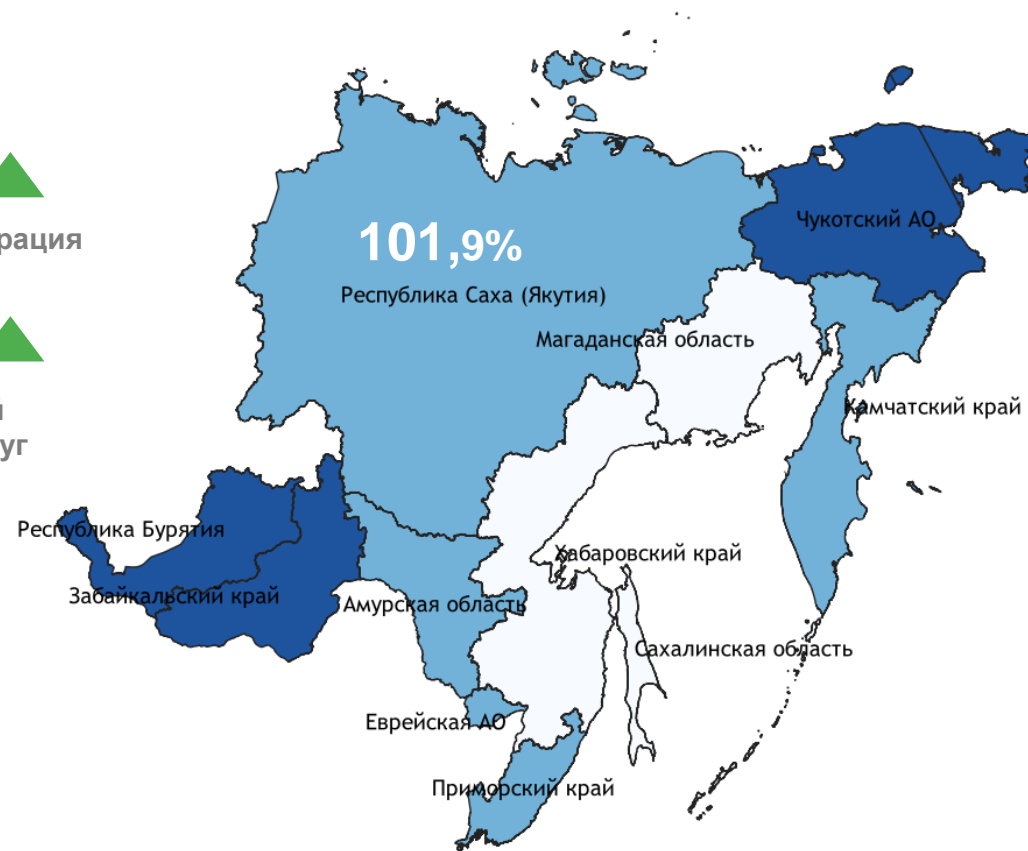 Чукотский АО
рация
101,9%
Республика Саха (Якутия)
Магаданская область
Камчатский край
уг
Республика Бурятия
Хабаровский край
Забайкальский край
Амурская область
Сахалинская область
Еврейская АО
Приморский край